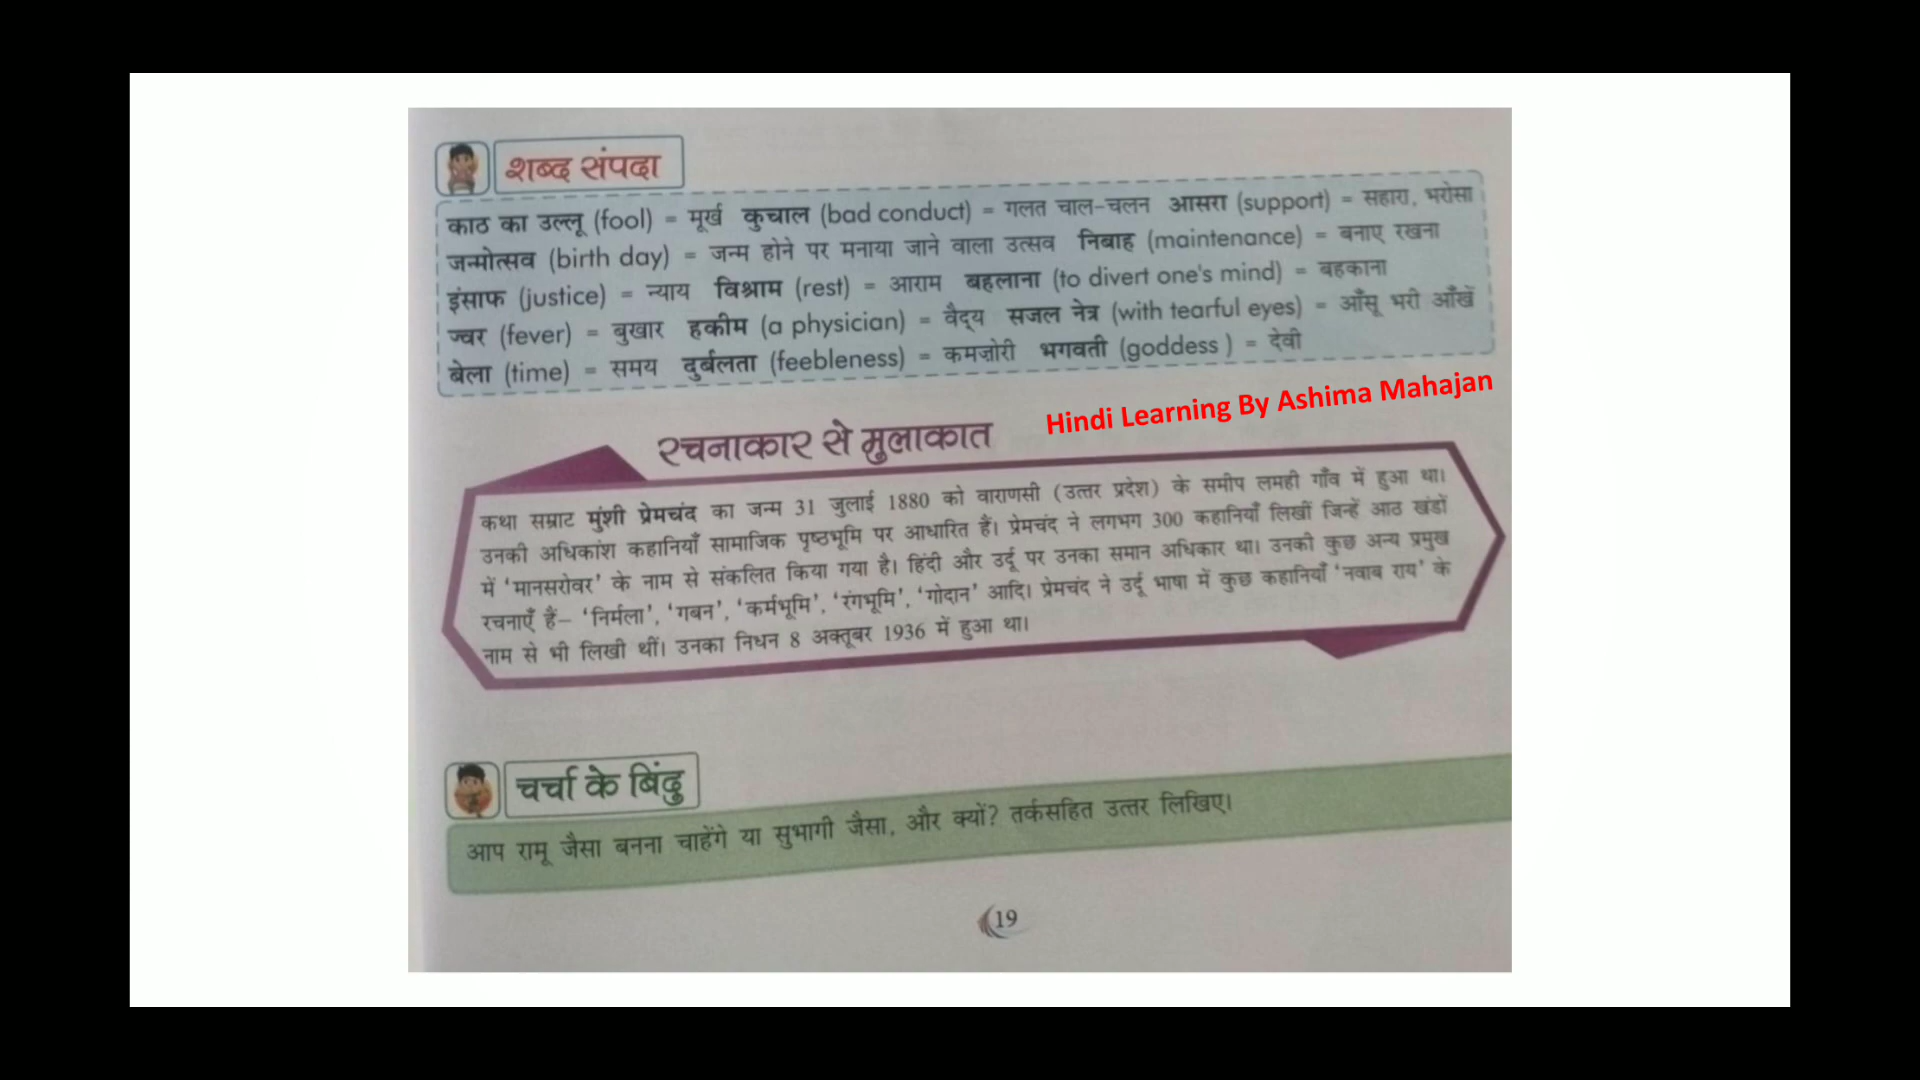 शब्द संपदा
काठ का उल्लू (fool) = मूर्ख कुचाल (bad conduct) = गलत चाल-चलन आसरा (support) = सहारा, भरोसा
जन्मोत्सव (birth day) = जन्म होने पर मनाया जाने वाला उत्सव निबाह (maintenance) = बनाए रखना
इंसाफ (justice) = न्याय विश्राम (rest) = आराम बहलाना (to divert one's mind) = बहकाना
ज्वर (fever) = बुखार हकीम (a physician) = वैद्य सजल नेत्र (with tearful eyes) = आँसू भरी आँखें
बेला (time) = समय दुर्बलता (feebleness) = कमज़ोरी भगवती (goddess ) = देवी
Hindi Learning By Ashima Mahajan
रचनाकार से मुलाकात
कथा सम्राट मुंशी प्रेमचंद का जन्म 31 जुलाई 1880 को वाराणसी (उत्तर प्रदेश) के समीप लमही गाँव में हुआ था।
उनकी अधिकांश कहानियाँ सामाजिक पृष्ठभूमि पर आधारित हैं। प्रेमचंद ने लगभग 300 कहानियाँ लिखीं जिन्हें आठ खंडों
में ‘मानसरोवर’ के नाम से संकलित किया गया है। हिंदी और उर्दू पर उनका समान अधिकार था। उनकी कुछ अन्य प्रमुख
रचनाएँ हैं– ‘निर्मला’, ‘गबन’, ‘कर्मभूमि’, ‘रंगभूमि’, ‘गोदान’ आदि। प्रेमचंद ने उर्दू भाषा में कुछ कहानियाँ ‘नवाब राय’ के
नाम से भी लिखी थीं। उनका निधन 8 अक्तूबर 1936 में हुआ था।
चर्चा के बिंदु
आप रामू जैसा बनना चाहेंगे या सुभागी जैसा, और क्यों? तर्कसहित उत्तर लिखिए।
19